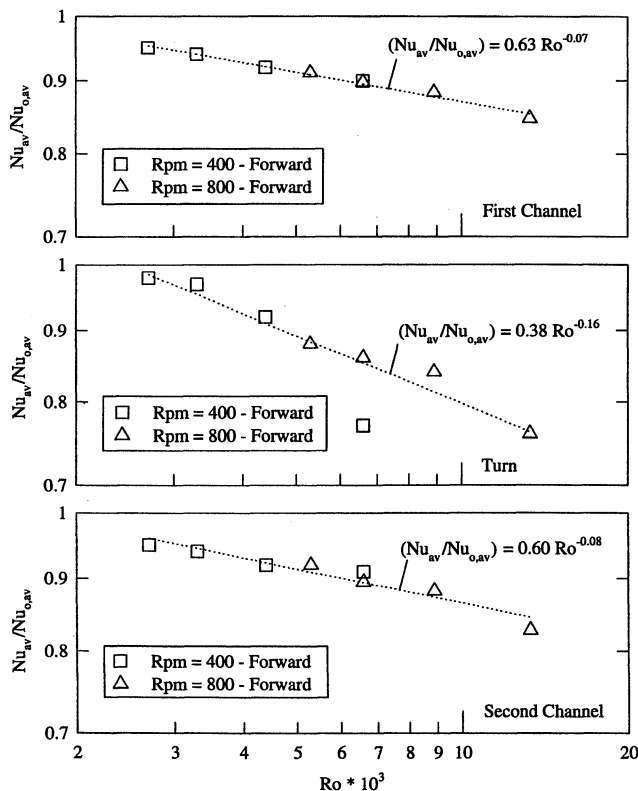 1
(Nu_av/Nu_o,av) = 0.63 Ro^-0.07
0.9
Nu_av/Nu_o,av
0.8
Rpm = 400 - Forward
Rpm = 800 - Forward
First Channel
0.7
1
0.9
(Nu_av/Nu_o,av) = 0.38 Ro^-0.16
Nu_av/Nu_o,av
0.8
Rpm = 400 - Forward
Rpm = 800 - Forward
Turn
0.7
1
(Nu_av/Nu_o,av) = 0.60 Ro^-0.08
0.9
Nu_av/Nu_o,av
0.8
Rpm = 400 - Forward
Rpm = 800 - Forward
Second Channel
0.7
2 3 4 5 6 7 8 9 10 20
Ro * 10^3